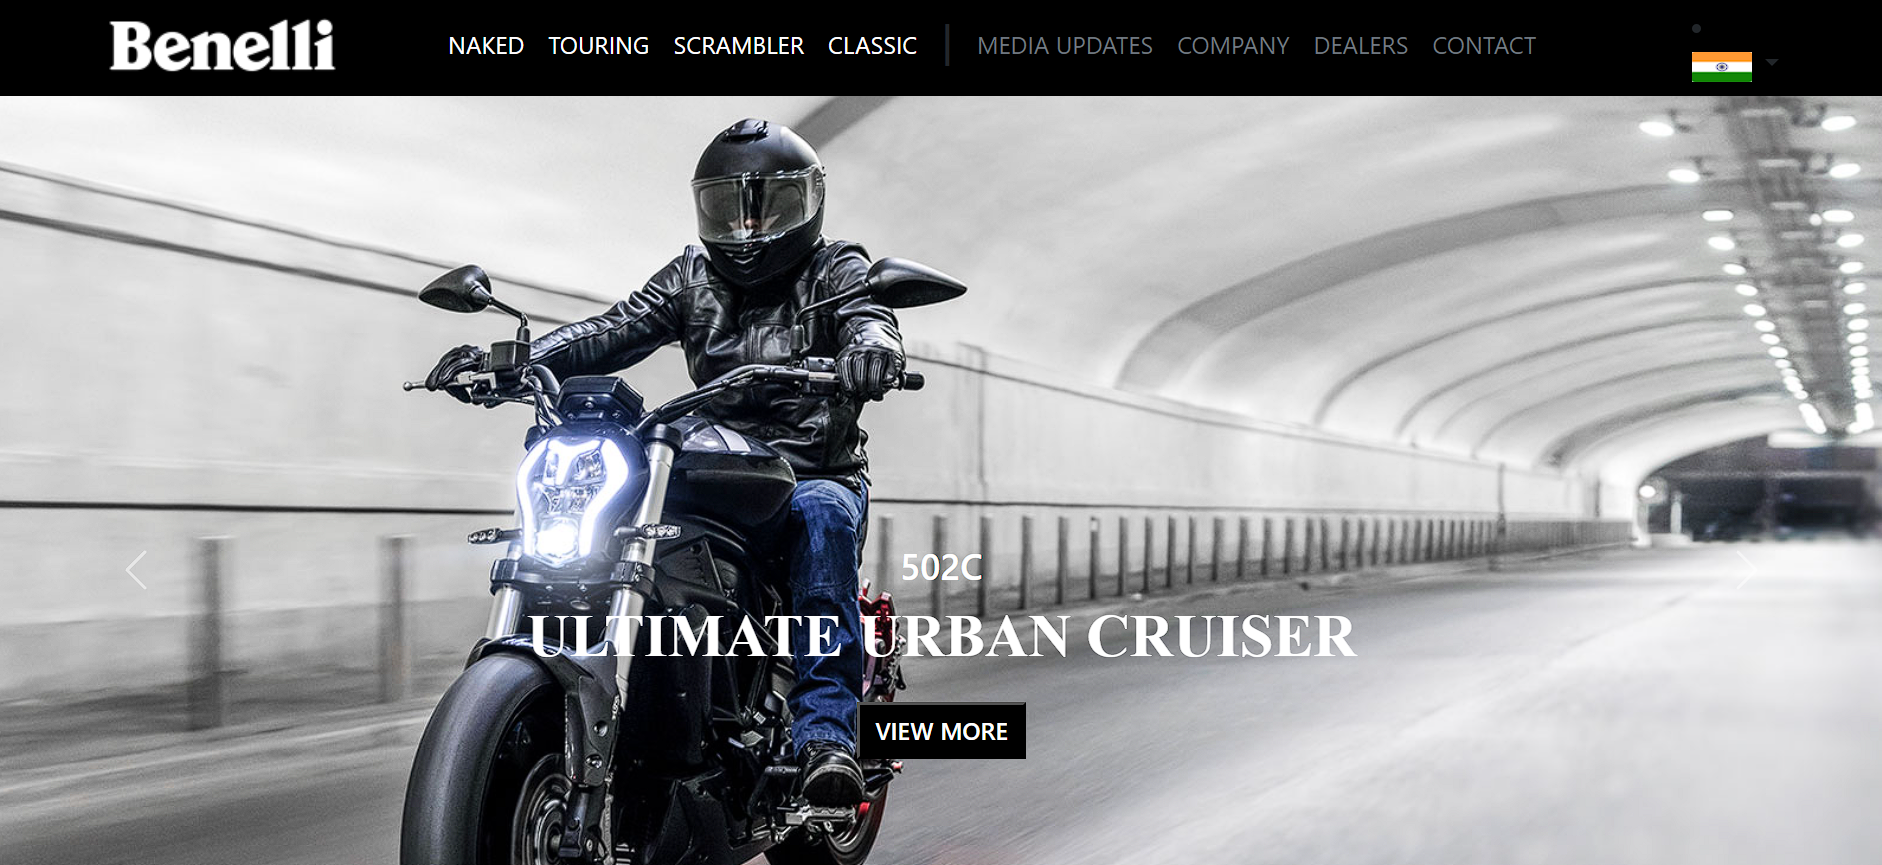 Benelli
NAKED TOURING SCRAMBLER CLASSIC MEDIA UPDATES COMPANY DEALERS CONTACT
502C
ULTIMATE URBAN CRUISER
VIEW MORE